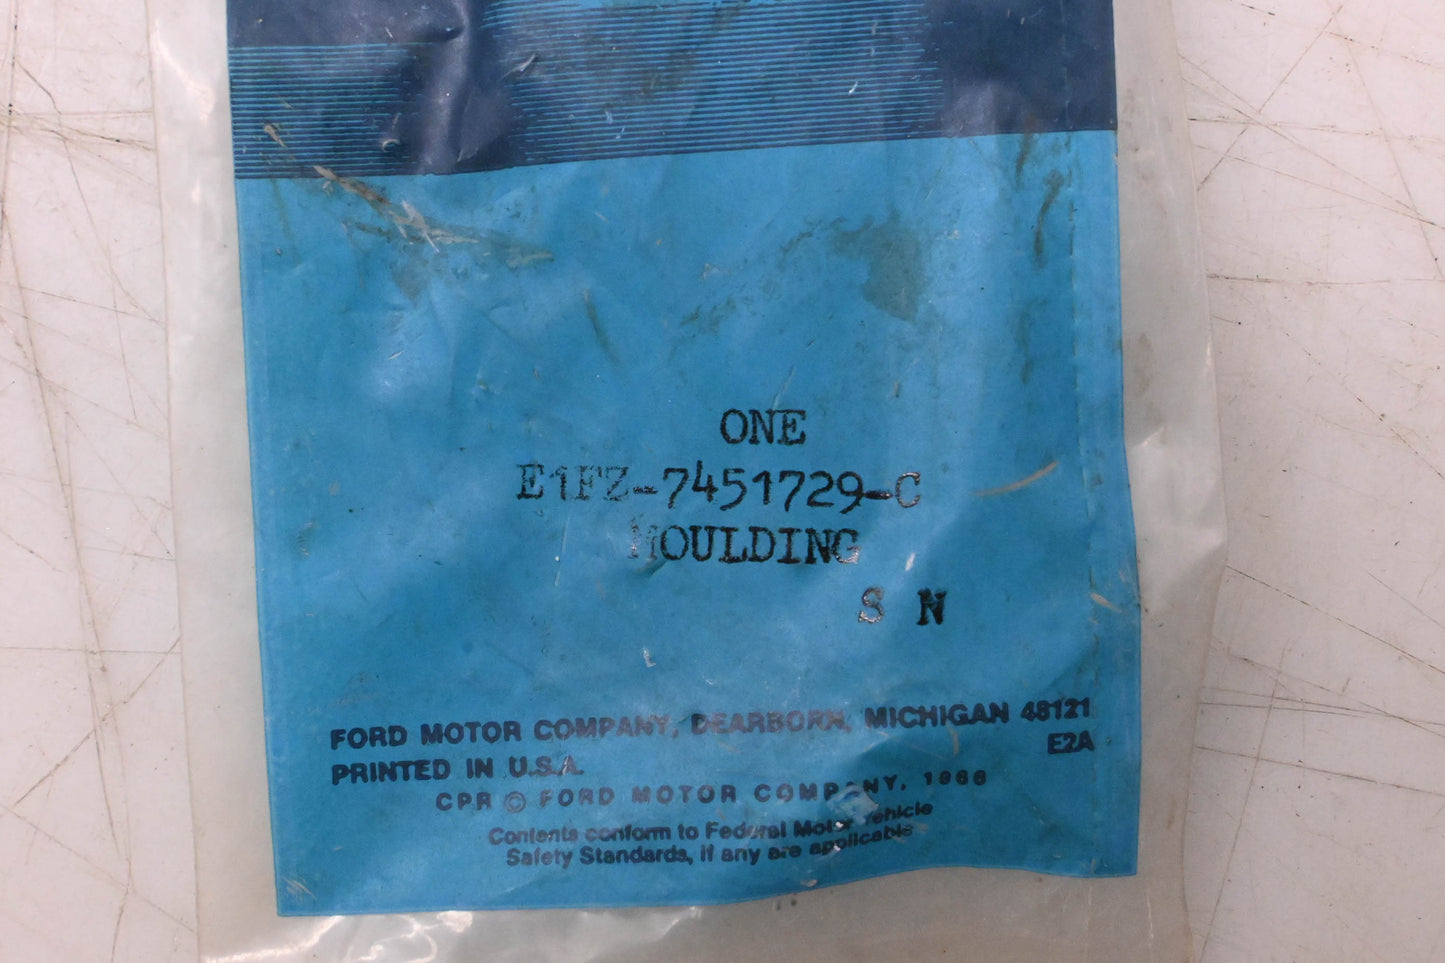 ONE
E1FZ-7451729-C
MOULDING
S N
FORD MOTOR COMPANY, DEARBORN, MICHIGAN 48121
E2A
PRINTED IN U.S.A.
CPR © FORD MOTOR COMPANY, 1966
Contents conform to Federal Motor Vehicle
Safety Standards, if any are applicable